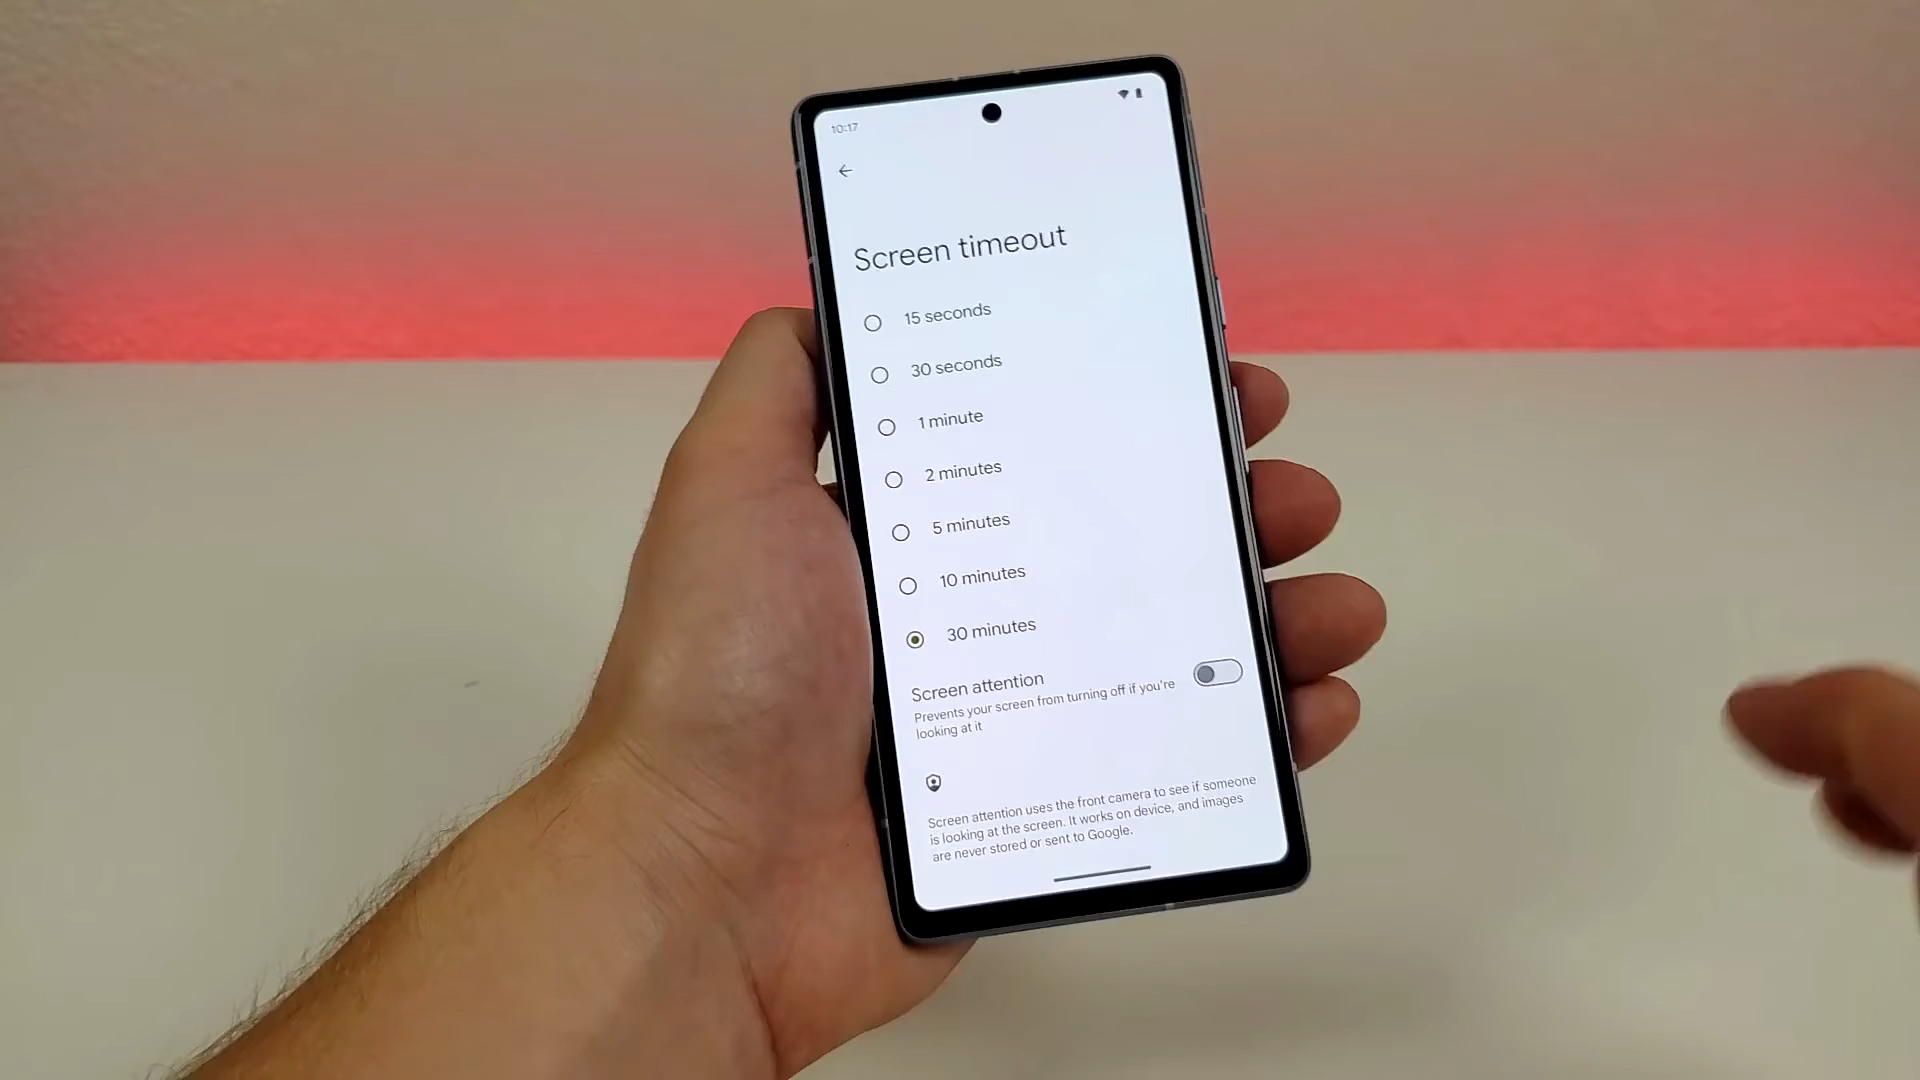 10:17
Screen timeout
15 seconds
30 seconds
1 minute
2 minutes
5 minutes
10 minutes
30 minutes
Screen attention
Prevents your screen from turning off if you're
looking at it
Screen attention uses the front camera to see if someone
is looking at the screen. It works on device, and images
are never stored or sent to Google.